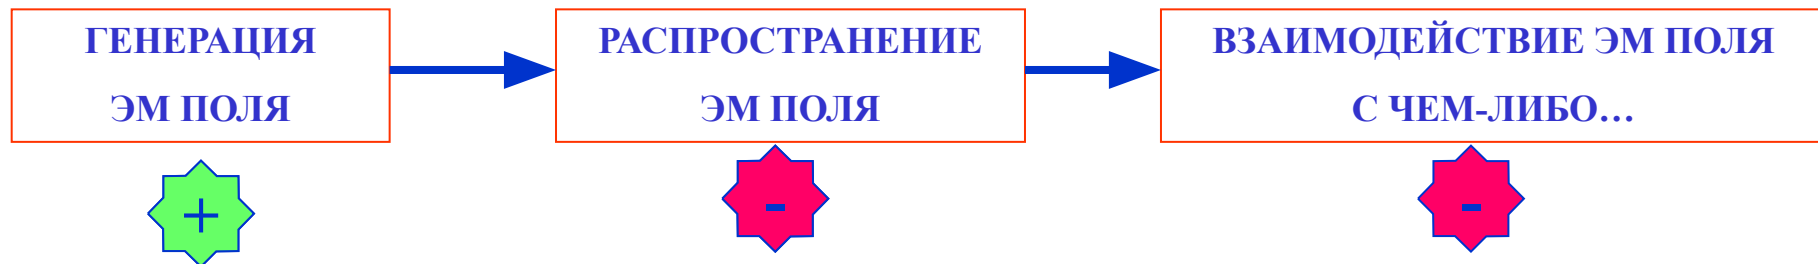 ГЕНЕРАЦИЯ
ЭМ ПОЛЯ
РАСПРОСТРАНЕНИЕ
ЭМ ПОЛЯ
ВЗАИМОДЕЙСТВИЕ ЭМ ПОЛЯ
С ЧЕМ-ЛИБО…
+
-
-